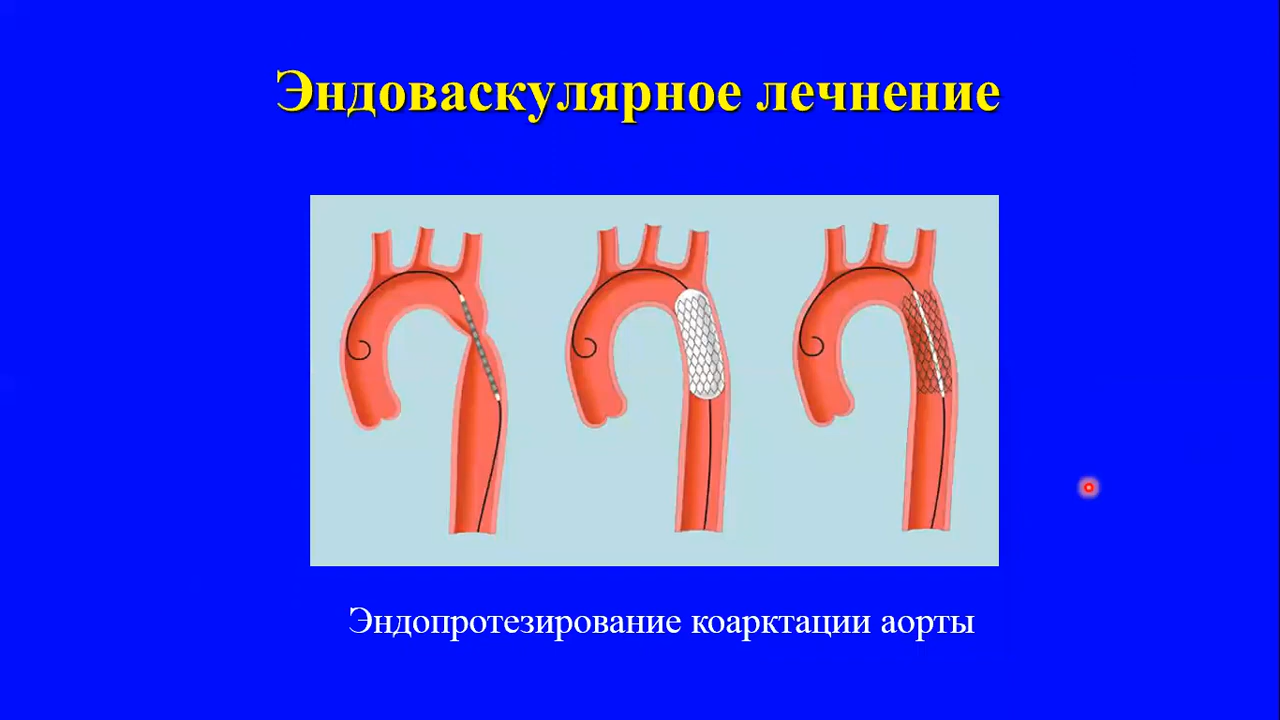 Эндоваскулярное лечнение
Эндопротезирование коарктации аорты